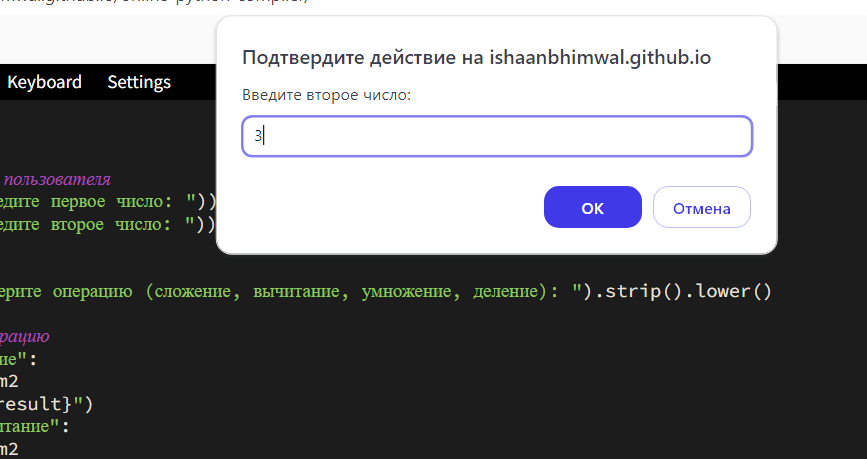 Подтвердите действие на ishaanbhimwal.github.io
Введите второе число:
3
ОК
Отмена
Keyboard Settings
пользователя
едите первое число: "))
едите второе число: "))
ерите операцию (сложение, вычитание, умножение, деление): ").strip().lower()
рацию
ие":
m2
result}")
итание":
m2